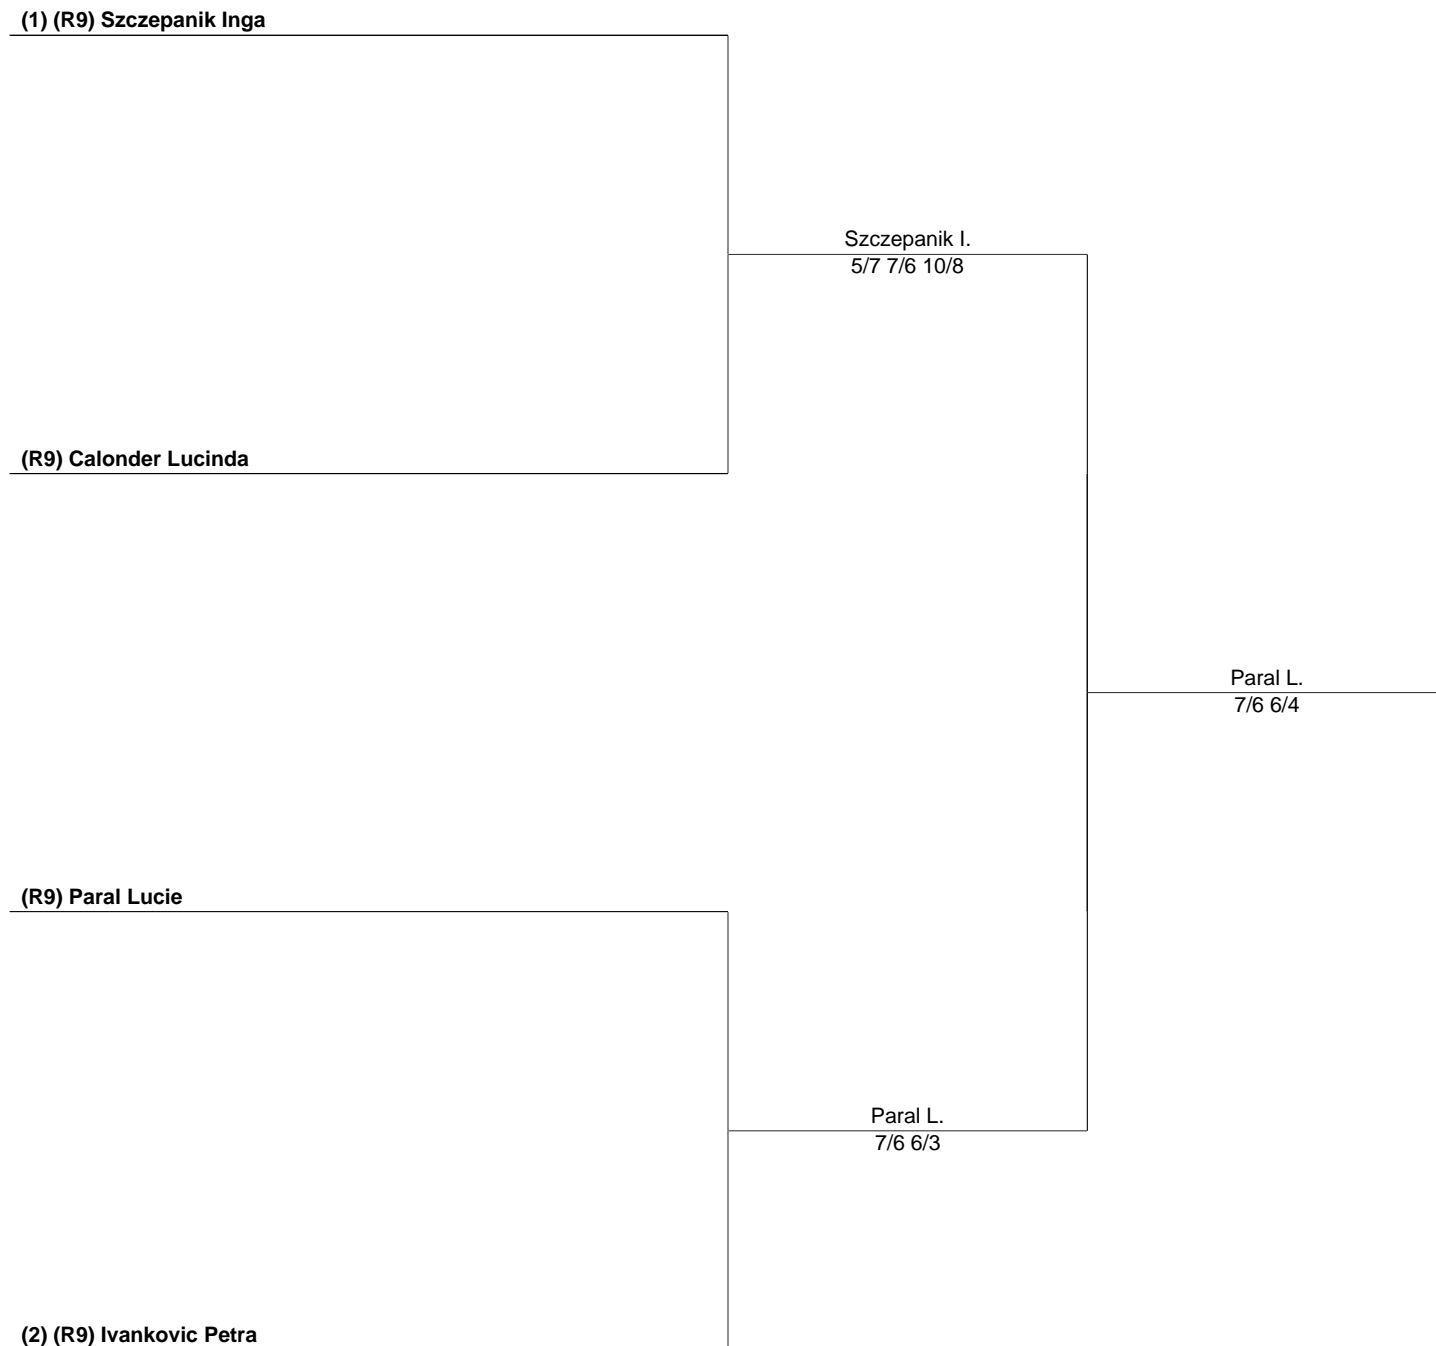 (1) (R9) Szczepanik Inga
Szczepanik I.
5/7 7/6 10/8
(R9) Calonder Lucinda
Paral L.
7/6 6/4
(R9) Paral Lucie
Paral L.
7/6 6/3
(2) (R9) Ivankovic Petra